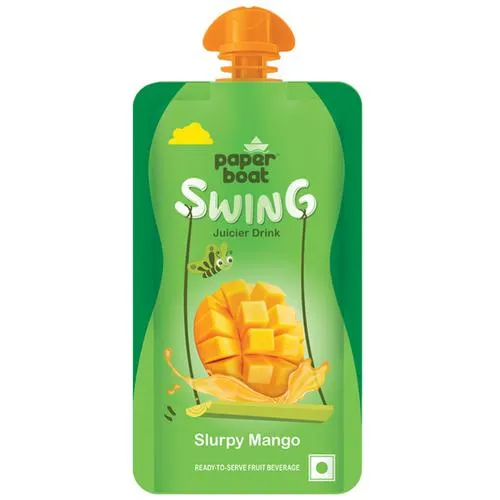 paper
boat
SWING
Juicier Drink
Slurpy Mango
READY-TO-SERVE FRUIT BEVERAGE